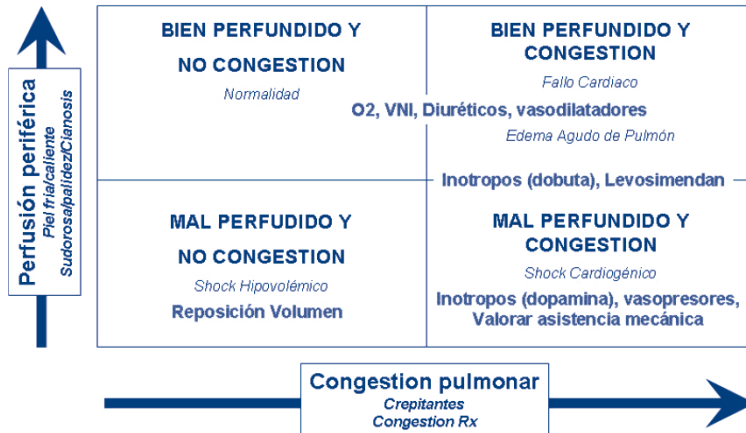 Perfusión periférica
Piel fria/caliente
Sudorosa/palidez/Cianosis
BIEN PERFUNDIDO Y
NO CONGESTION
Normalidad
BIEN PERFUNDIDO Y
CONGESTION
Fallo Cardiaco
O2, VNI, Diuréticos, vasodilatadores
Edema Agudo de Pulmón
Inotropos (dobuta), Levosimendan
MAL PERFUDIDO Y
NO CONGESTION
Shock Hipovolémico
Reposición Volumen
MAL PERFUNDIDO Y
CONGESTION
Shock Cardiogénico
Inotropos (dopamina), vasopresores,
Valorar asistencia mecánica
Congestion pulmonar
Crepitantes
Congestion Rx